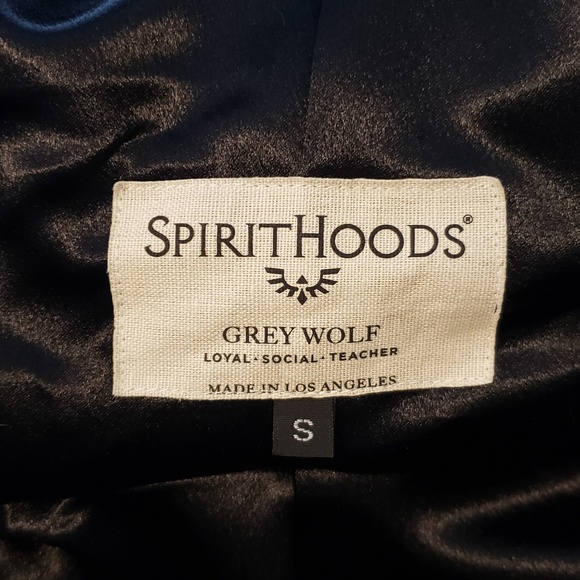 SPIRITHOODS®
GREY WOLF
LOYAL · SOCIAL · TEACHER
MADE IN LOS ANGELES
S